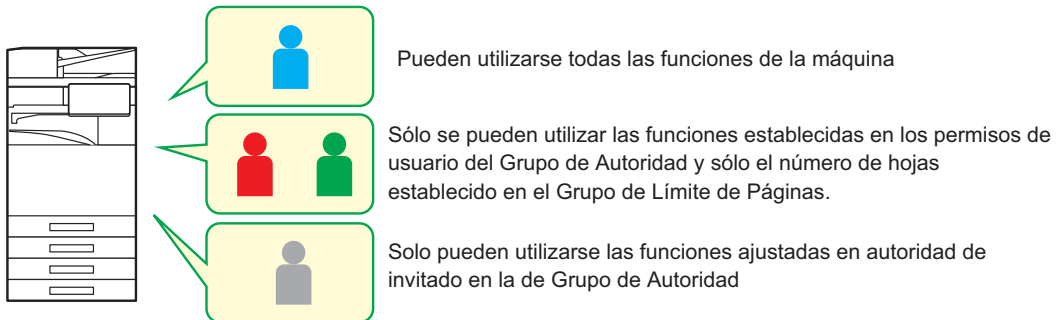 Pueden utilizarse todas las funciones de la máquina
Sólo se pueden utilizar las funciones establecidas en los permisos de
usuario del Grupo de Autoridad y sólo el número de hojas
establecido en el Grupo de Límite de Páginas.
Solo pueden utilizarse las funciones ajustadas en autoridad de
invitado en la de Grupo de Autoridad